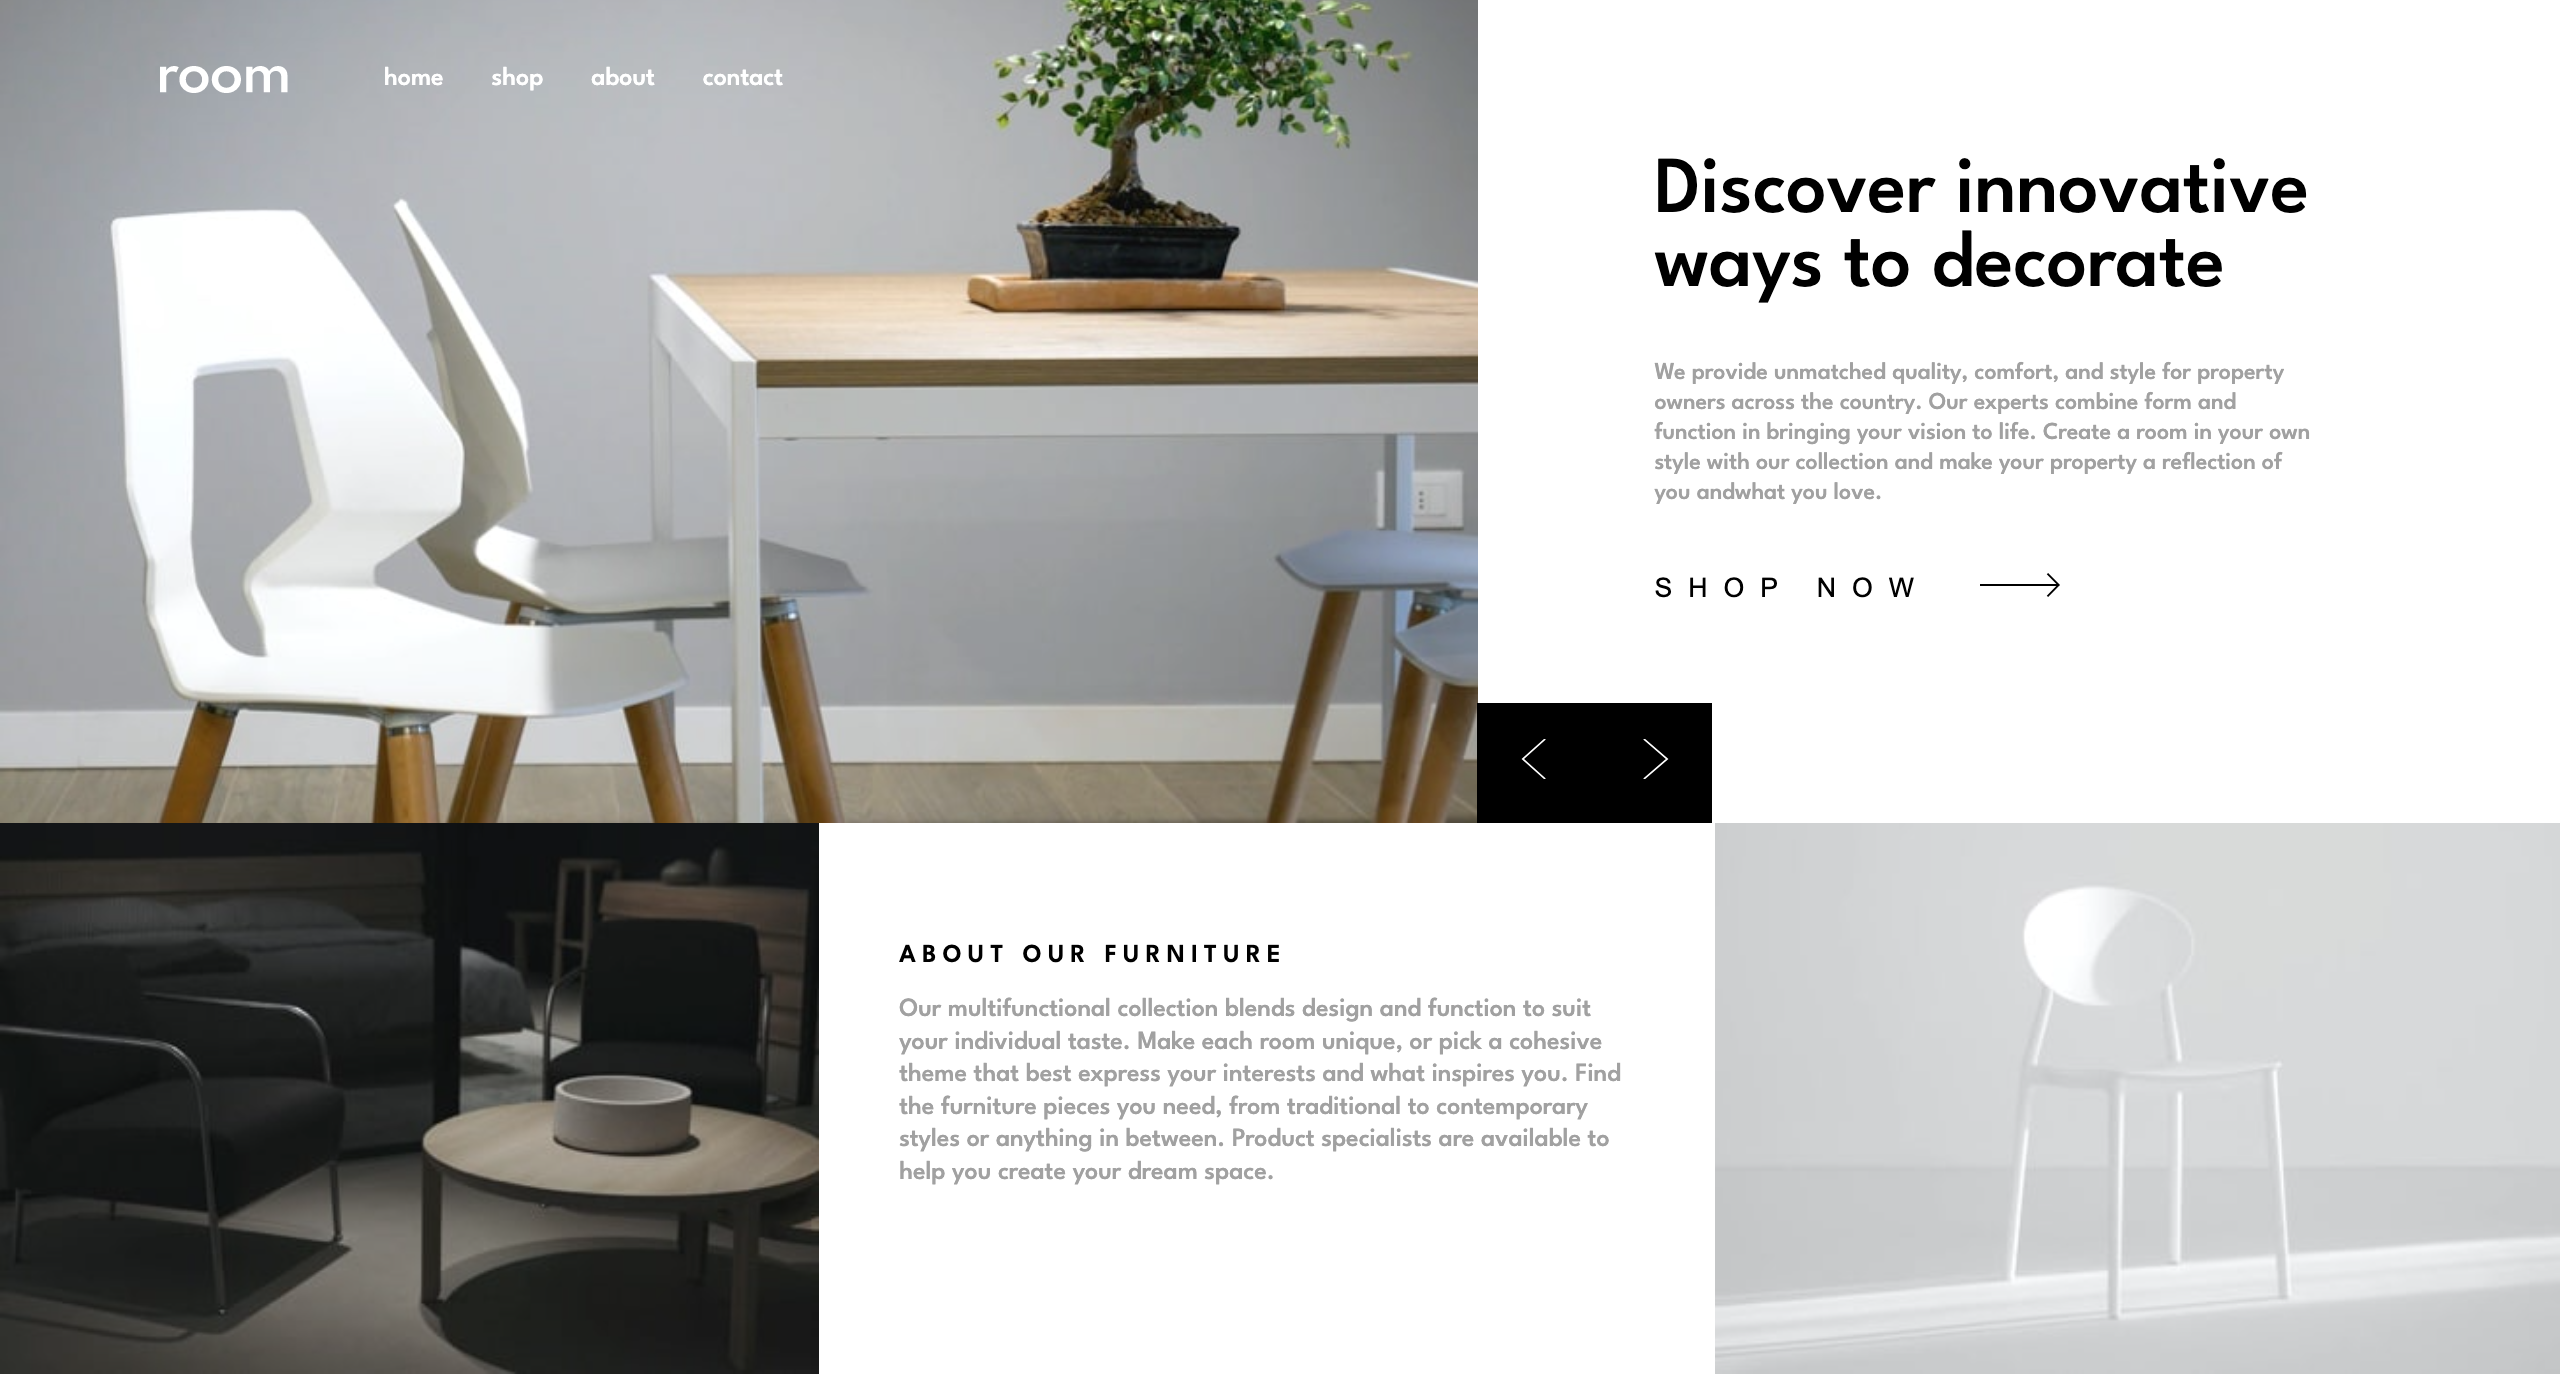 room
home shop about contact
Discover innovative
ways to decorate
We provide unmatched quality, comfort, and style for property
owners across the country. Our experts combine form and
function in bringing your vision to life. Create a room in your own
style with our collection and make your property a reflection of
you andwhat you love.
SHOP NOW
ABOUT OUR FURNITURE
Our multifunctional collection blends design and function to suit
your individual taste. Make each room unique, or pick a cohesive
theme that best express your interests and what inspires you. Find
the furniture pieces you need, from traditional to contemporary
styles or anything in between. Product specialists are available to
help you create your dream space.